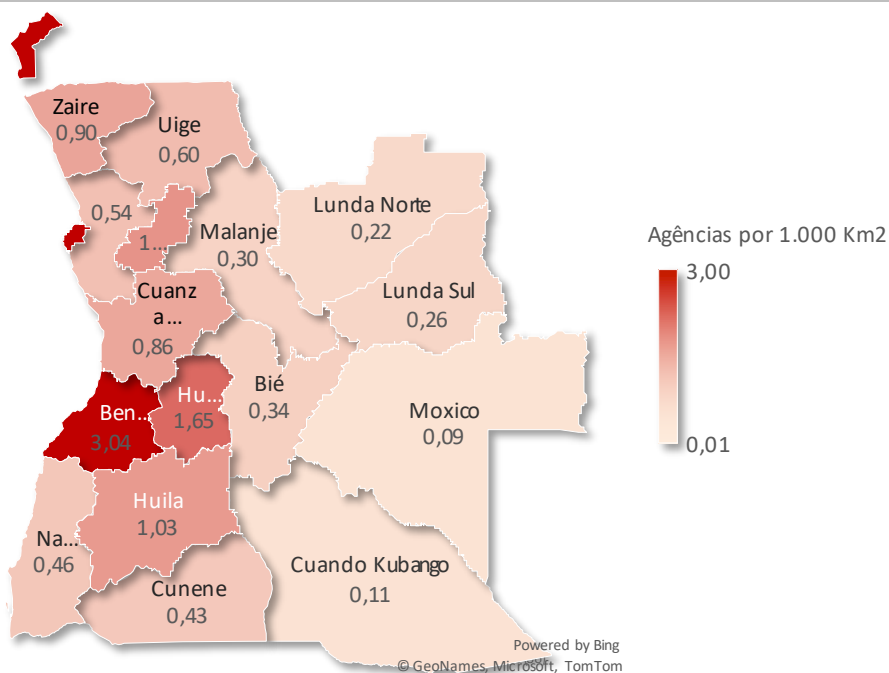 Zaire
0,90
Uige
0,60
0,54
1...
Malanje
0,30
Lunda Norte
0,22
Lunda Sul
0,26
Cuanz
a...
0,86
Ben...
3,04
Hu...
1,65
Bié
0,34
Moxico
0,09
Huila
1,03
Na...
0,46
Cunene
0,43
Cuando Kubango
0,11
Agências por 1.000 Km2
3,00
0,01
Powered by Bing
© GeoNames, Microsoft, TomTom